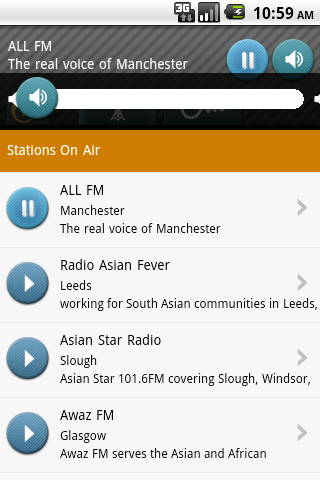 3G
10:59 AM
ALL FM
The real voice of Manchester
Stations On Air
ALL FM
Manchester
The real voice of Manchester
Radio Asian Fever
Leeds
working for South Asian communities in Leeds,
Asian Star Radio
Slough
Asian Star 101.6FM covering Slough, Windsor,
Awaz FM
Glasgow
Awaz FM serves the Asian and African